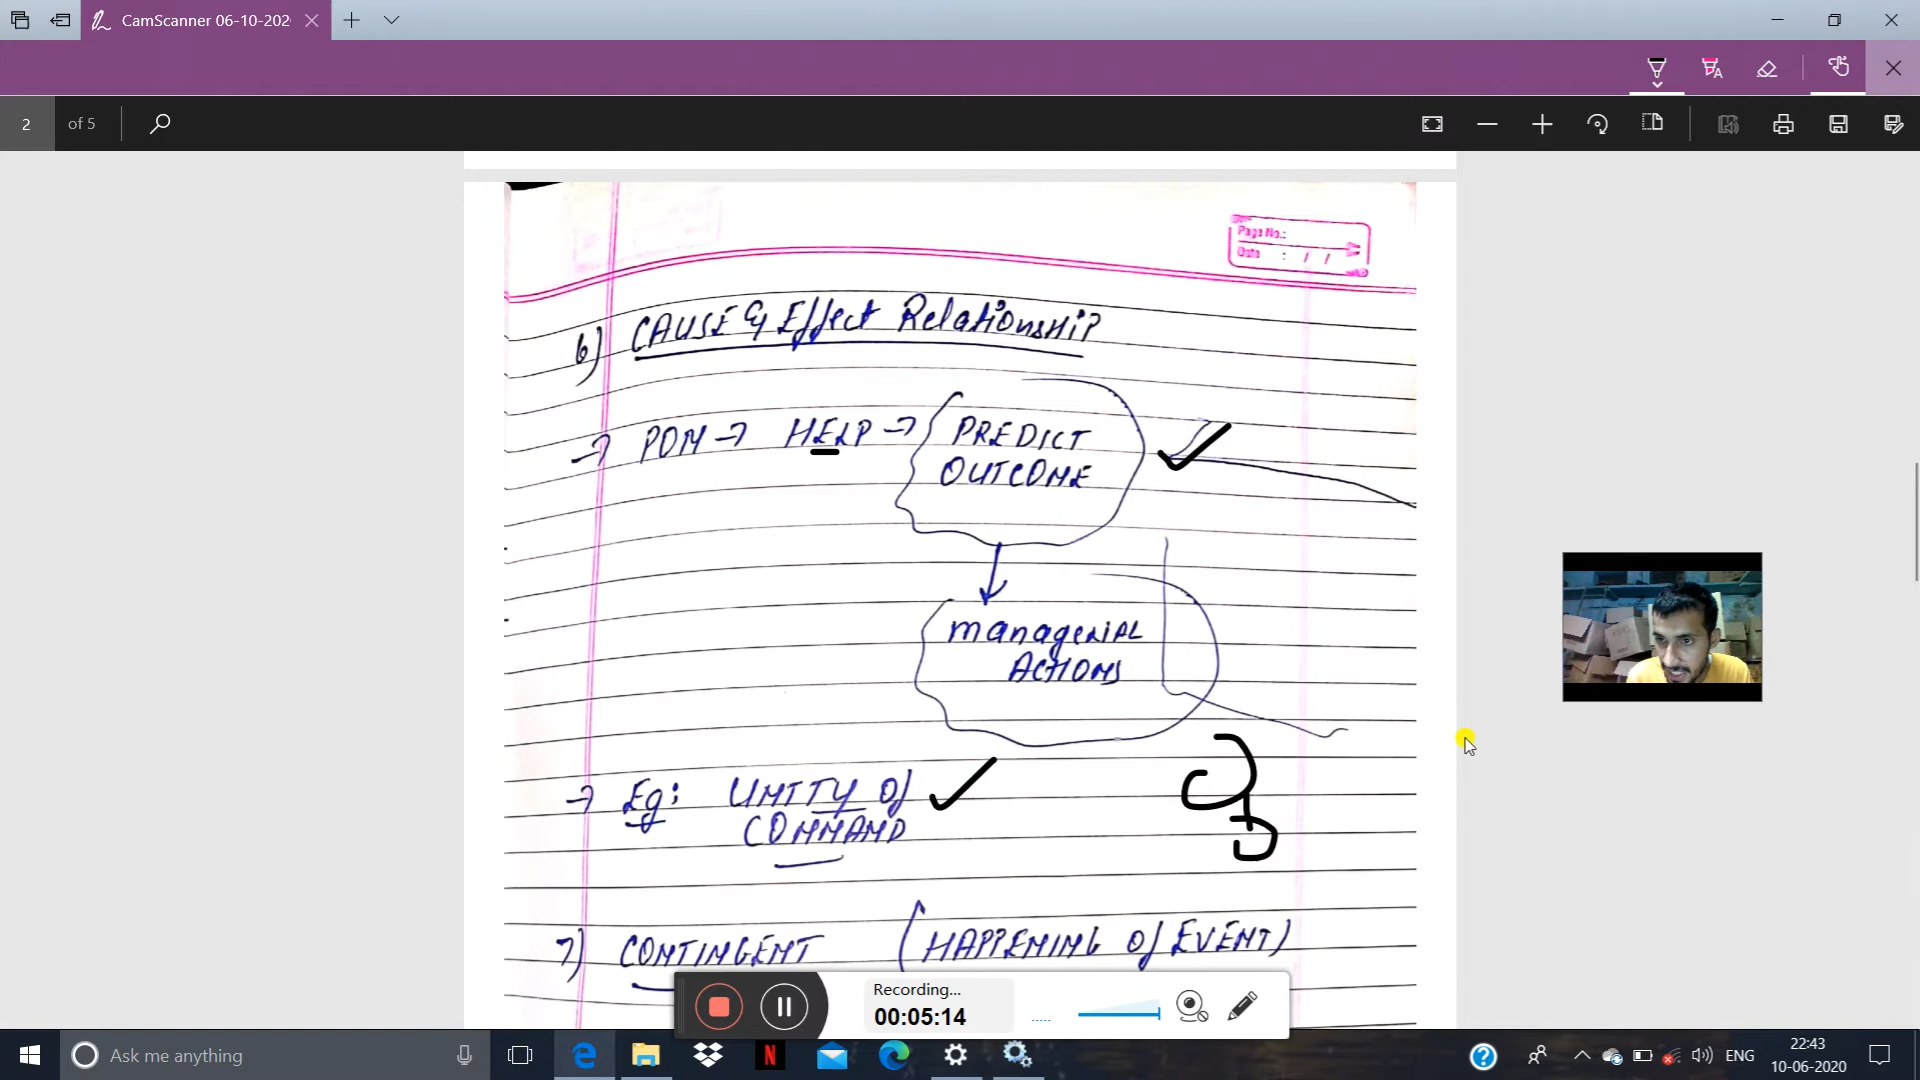 CamScanner 06-10-202
2 of 5
Page No.:
Date : / /
6) CAUSE & Effect Relationship
→ POM → HELP → PREDICT
OUTCOME
managerial
ACTIONS
→ Eg: UNITY Of
COMMAND
7) CONTINGENT (HAPPENING Of EVENT)
Recording...
00:05:14
Ask me anything
ENG
22:43
10-06-2020